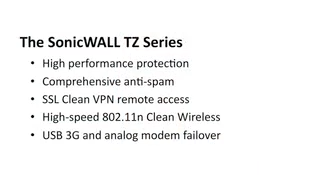 The SonicWALL TZ Series
• High performance protection
• Comprehensive anti-spam
• SSL Clean VPN remote access
• High-speed 802.11n Clean Wireless
• USB 3G and analog modem failover